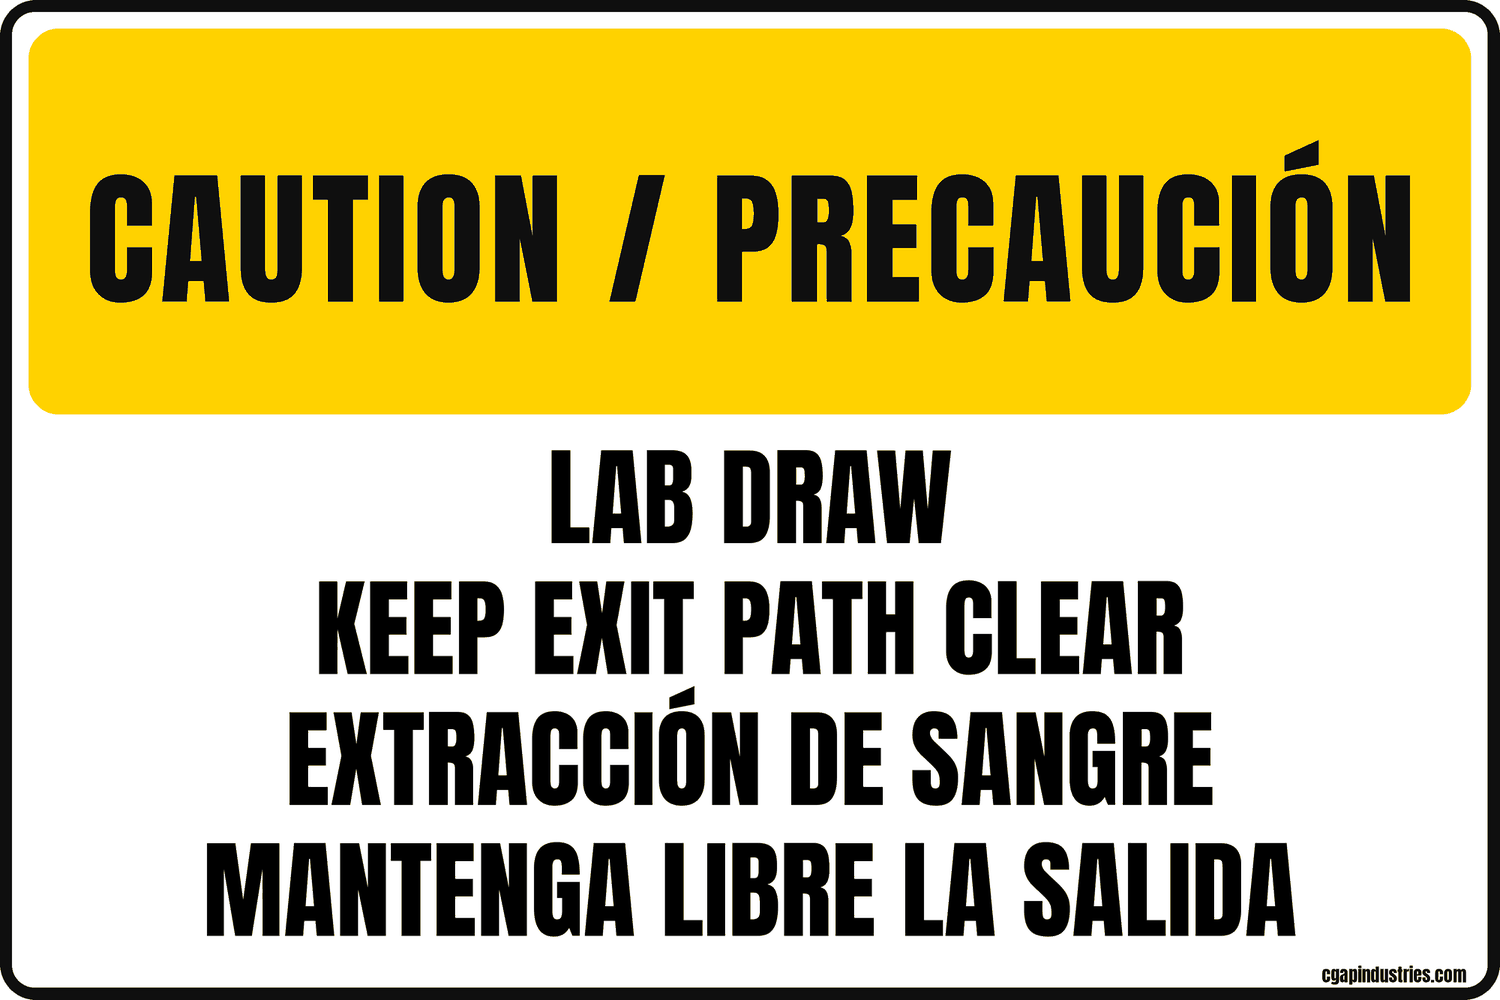 CAUTION / PRECAUCIÓN
LAB DRAW
KEEP EXIT PATH CLEAR
EXTRACCIÓN DE SANGRE
MANTENGA LIBRE LA SALIDA
cgapindustries.com